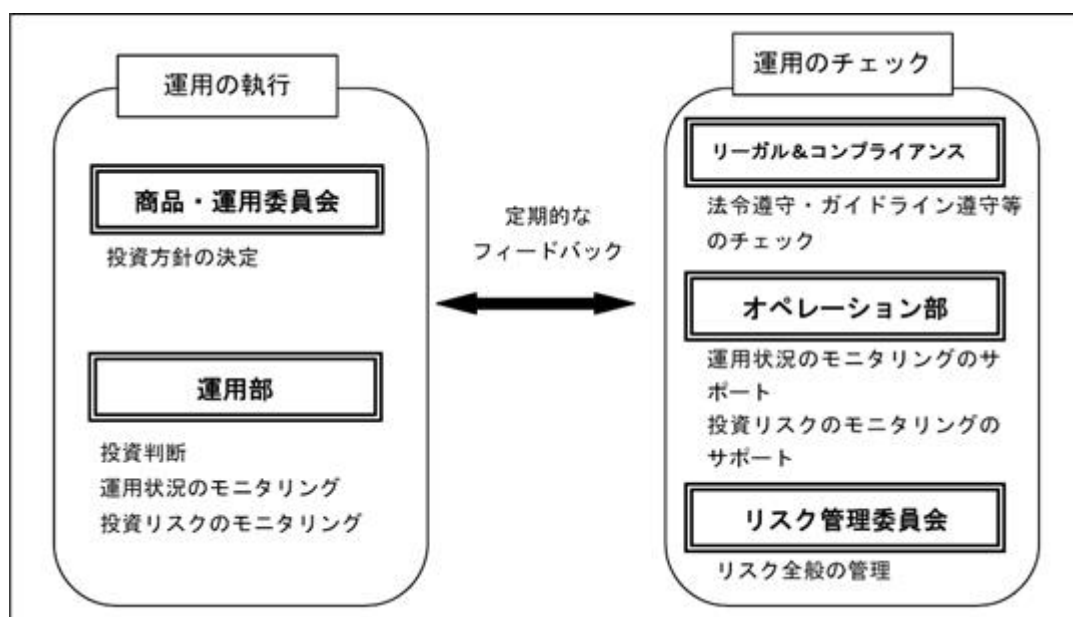 運用の執行
商品・運用委員会
投資方針の決定
運用部
投資判断
運用状況のモニタリング
投資リスクのモニタリング
定期的な
フィードバック
運用のチェック
リーガル&コンプライアンス
法令遵守・ガイドライン遵守等
のチェック
オペレーション部
運用状況のモニタリングのサ
ポート
投資リスクのモニタリングの
サポート
リスク管理委員会
リスク全般の管理